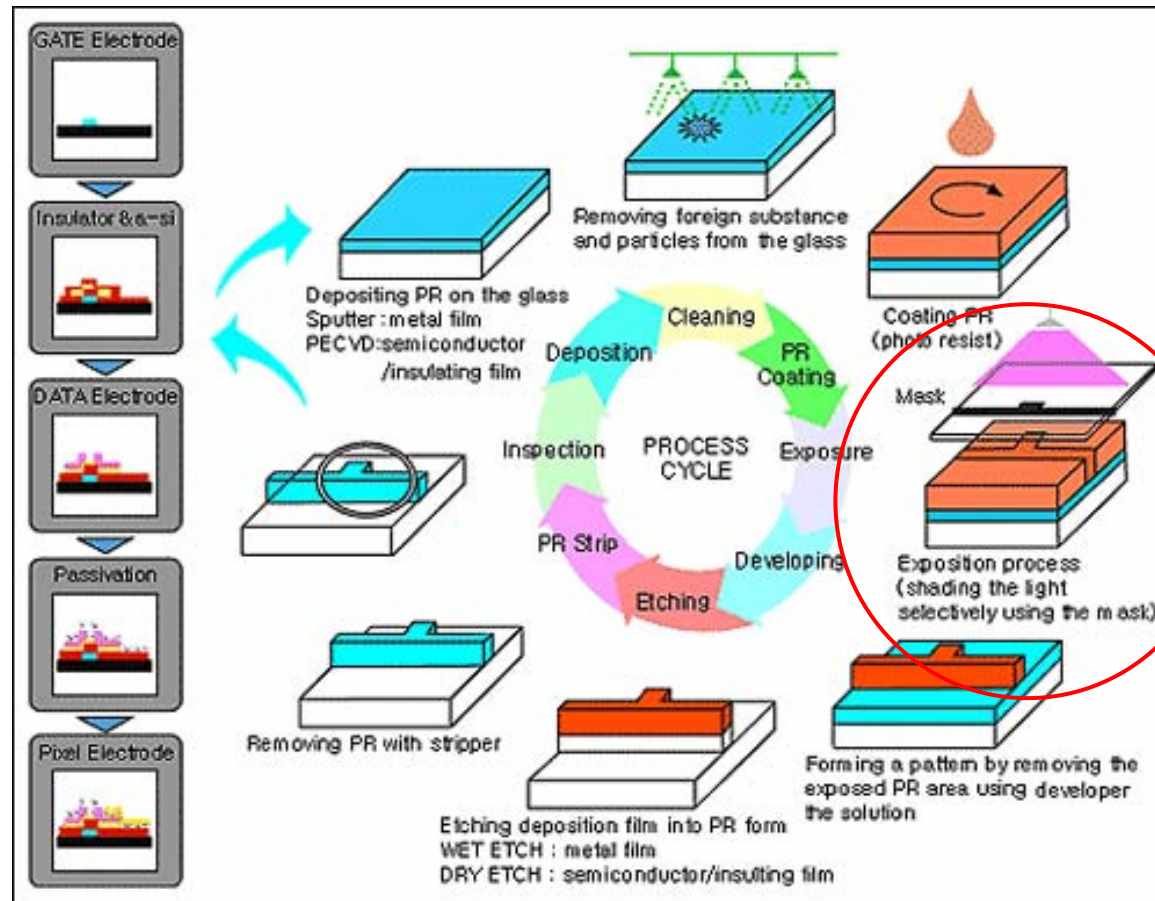 GATE Electrode
Insulator & a-si
DATA Electrode
Passivation
Pixel Electrode
Depositing PR on the glass
Sputter : metal film
PECVD : semiconductor
/insulating film
Removing foreign substance
and particles from the glass
Coating PR
(photo resist)
Mask
Exposition process
(shading the light
selectively using the mask)
Forming a pattern by removing the
exposed PR area using developer
the solution
Etching deposition film into PR form
WET ETCH : metal film
DRY ETCH : semiconductor/insulting film
Removing PR with stripper
Deposition
Cleaning
PR
Coating
Exposure
Developing
Etching
PR Strip
Inspection
PROCESS
CYCLE